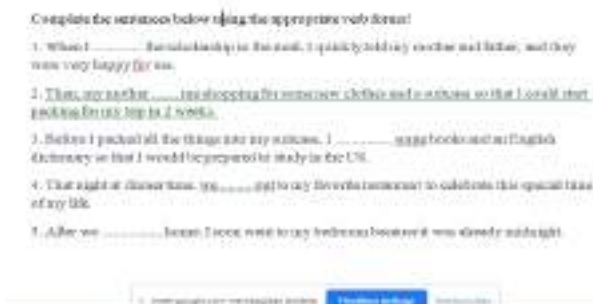 Complete the sentences below using the appropriate verb forms!
1. When I ............ the scholarship in the mail, I quickly told my mother and father, and they
were very happy for me.
2. Then, my mother ........ me shopping for some new clothes and a suitcase so that I could start
packing for my trip in 2 weeks.
3. Before I packed all the things into my suitcase, I .............. some books and an English
dictionary so that I would be prepared to study in the US.
4. That night at dinner time, we ........ out to my favorite restaurant to celebrate this special time
of my life.
5. After we .............. home, I soon went to my bedroom because it was already midnight.